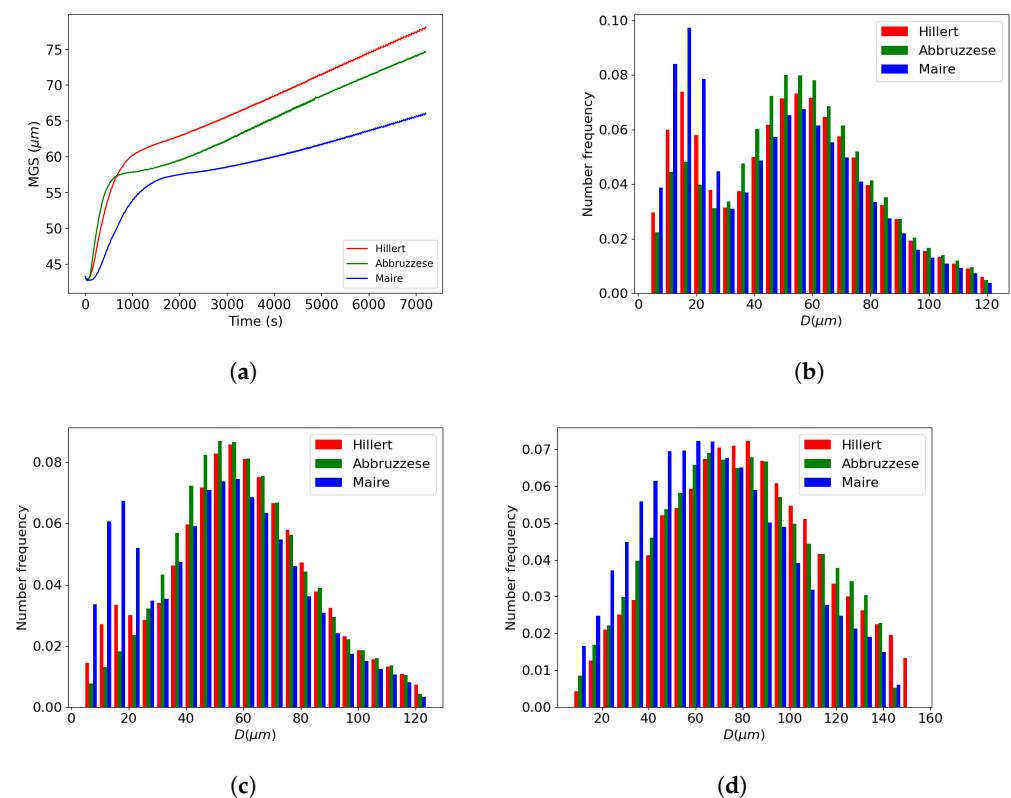 75
70
65
60
55
50
45
MGS (μm)
0 1000 2000 3000 4000 5000 6000 7000
Time (s)
Hillert
Abbruzzese
Maire
(a)
0.10
0.08
0.06
0.04
0.02
0.00
Number frequency
0 20 40 60 80 100 120
D(μm)
Hillert
Abbruzzese
Maire
(b)
0.08
0.06
0.04
0.02
0.00
Number frequency
0 20 40 60 80 100 120
D(μm)
Hillert
Abbruzzese
Maire
(c)
0.07
0.06
0.05
0.04
0.03
0.02
0.01
0.00
Number frequency
20 40 60 80 100 120 140 160
D(μm)
Hillert
Abbruzzese
Maire
(d)